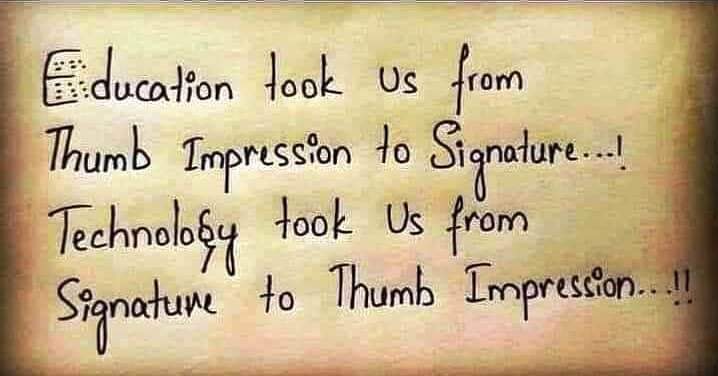 Education took us from
Thumb Impression to Signature...!
Technology took us from
Signature to Thumb Impression...!!